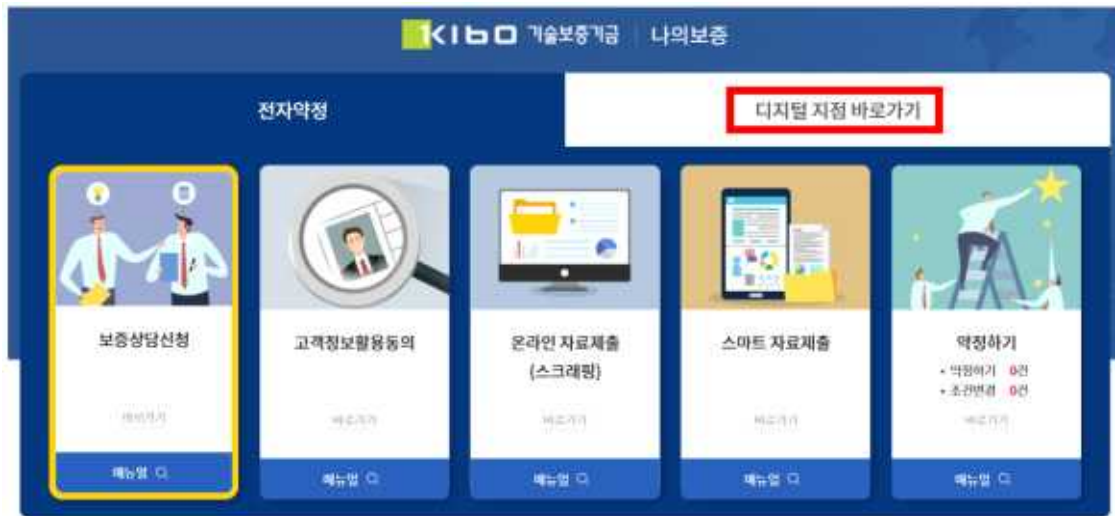 KIBO 기술보증기금 나의보증
전자약정
디지털 지점 바로가기
보증상담신청
바로가기
매뉴얼
고객정보활용동의
바로가기
매뉴얼
온라인 자료제출
(스크래핑)
바로가기
매뉴얼
스마트 자료제출
바로가기
매뉴얼
약정하기
• 약정하기 0건
• 조건변경 0건
바로가기
매뉴얼